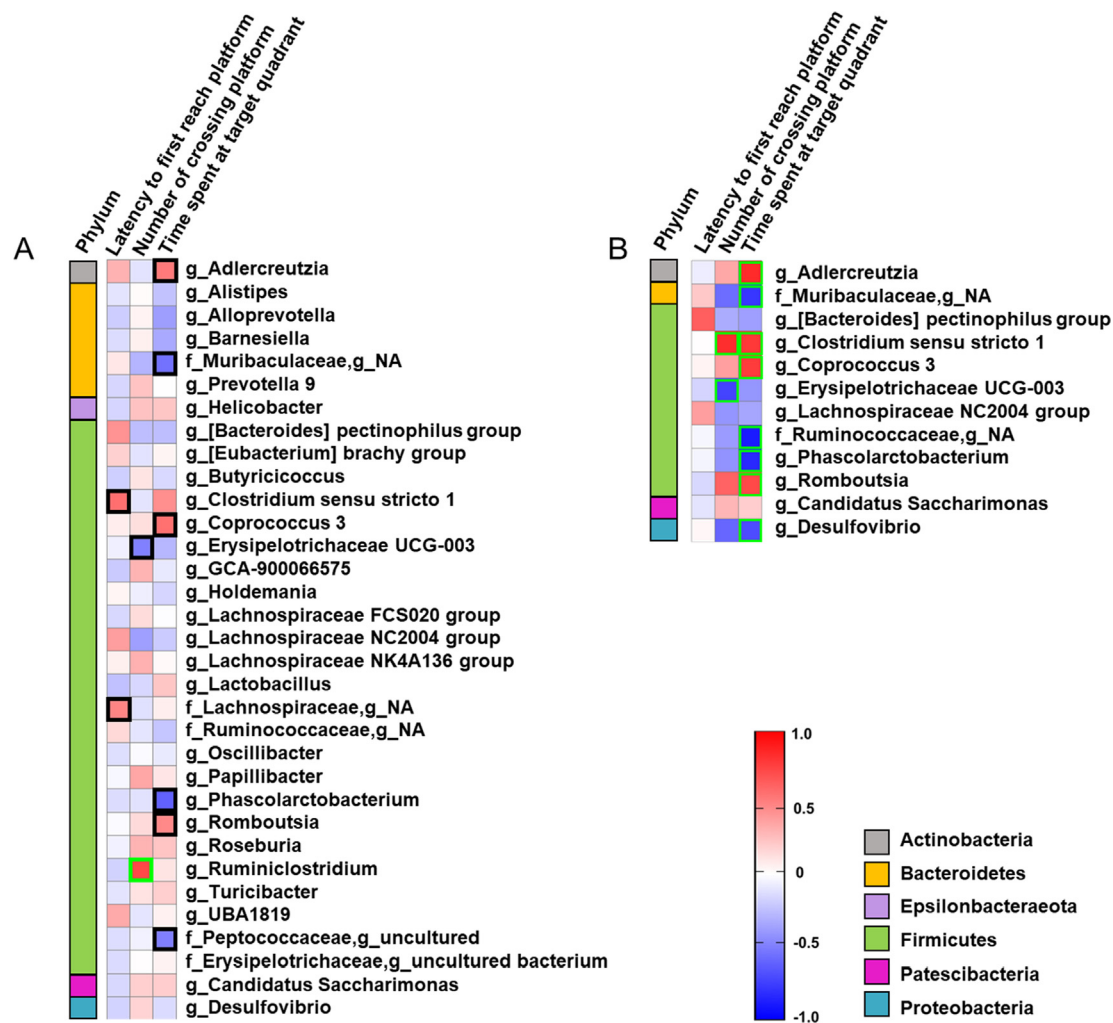 A
Phylum
Latency to first reach platform
Number of crossing platform
Time spent at target quadrant
g_Adlercreutzia
g_Alistipes
g_Alloprevotella
g_Barnesiella
f_Muribaculaceae,g_NA
g_Prevotella 9
g_Helicobacter
g_[Bacteroides] pectinophilus group
g_[Eubacterium] brachy group
g_Butyricicoccus
g_Clostridium sensu stricto 1
g_Coprococcus 3
g_Erysipelotrichaceae UCG-003
g_GCA-900066575
g_Holdemania
g_Lachnospiraceae FCS020 group
g_Lachnospiraceae NC2004 group
g_Lachnospiraceae NK4A136 group
g_Lactobacillus
f_Lachnospiraceae,g_NA
f_Ruminococcaceae,g_NA
g_Oscillibacter
g_Papillibacter
g_Phascolarctobacterium
g_Romboutsia
g_Roseburia
g_Ruminiclostridium
g_Turicibacter
g_UBA1819
f_Peptococcaceae,g_uncultured
f_Erysipelotrichaceae,g_uncultured bacterium
g_Candidatus Saccharimonas
g_Desulfovibrio
B
Phylum
Latency to first reach platform
Number of crossing platform
Time spent at target quadrant
g_Adlercreutzia
f_Muribaculaceae,g_NA
g_[Bacteroides] pectinophilus group
g_Clostridium sensu stricto 1
g_Coprococcus 3
g_Erysipelotrichaceae UCG-003
g_Lachnospiraceae NC2004 group
f_Ruminococcaceae,g_NA
g_Phascolarctobacterium
g_Romboutsia
g_Candidatus Saccharimonas
g_Desulfovibrio
1.0
0.5
0
-0.5
-1.0
Actinobacteria
Bacteroidetes
Epsilonbacteraeota
Firmicutes
Patescibacteria
Proteobacteria